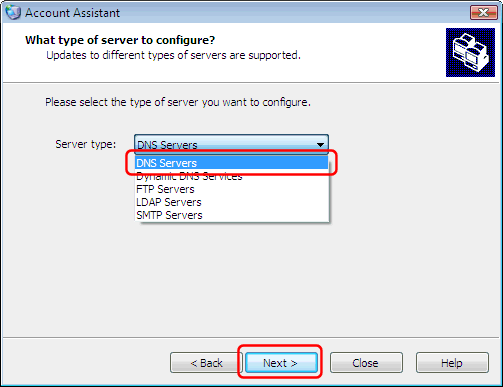 Account Assistant
What type of server to configure?
Updates to different types of servers are supported.
Please select the type of server you want to configure.
Server type: DNS Servers
DNS Servers
Dynamic DNS Services
FTP Servers
LDAP Servers
SMTP Servers
< Back Next > Close Help